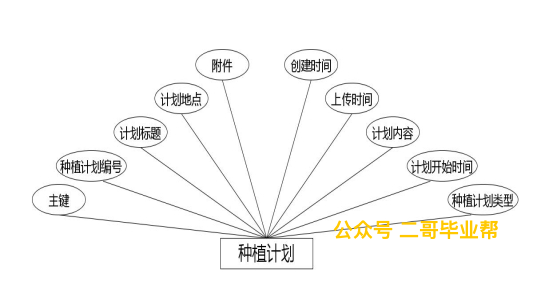 附件
创建时间
计划地点
上传时间
计划标题
计划内容
种植计划编号
计划开始时间
主键
种植计划类型
公众号 二哥毕业帮
种植计划